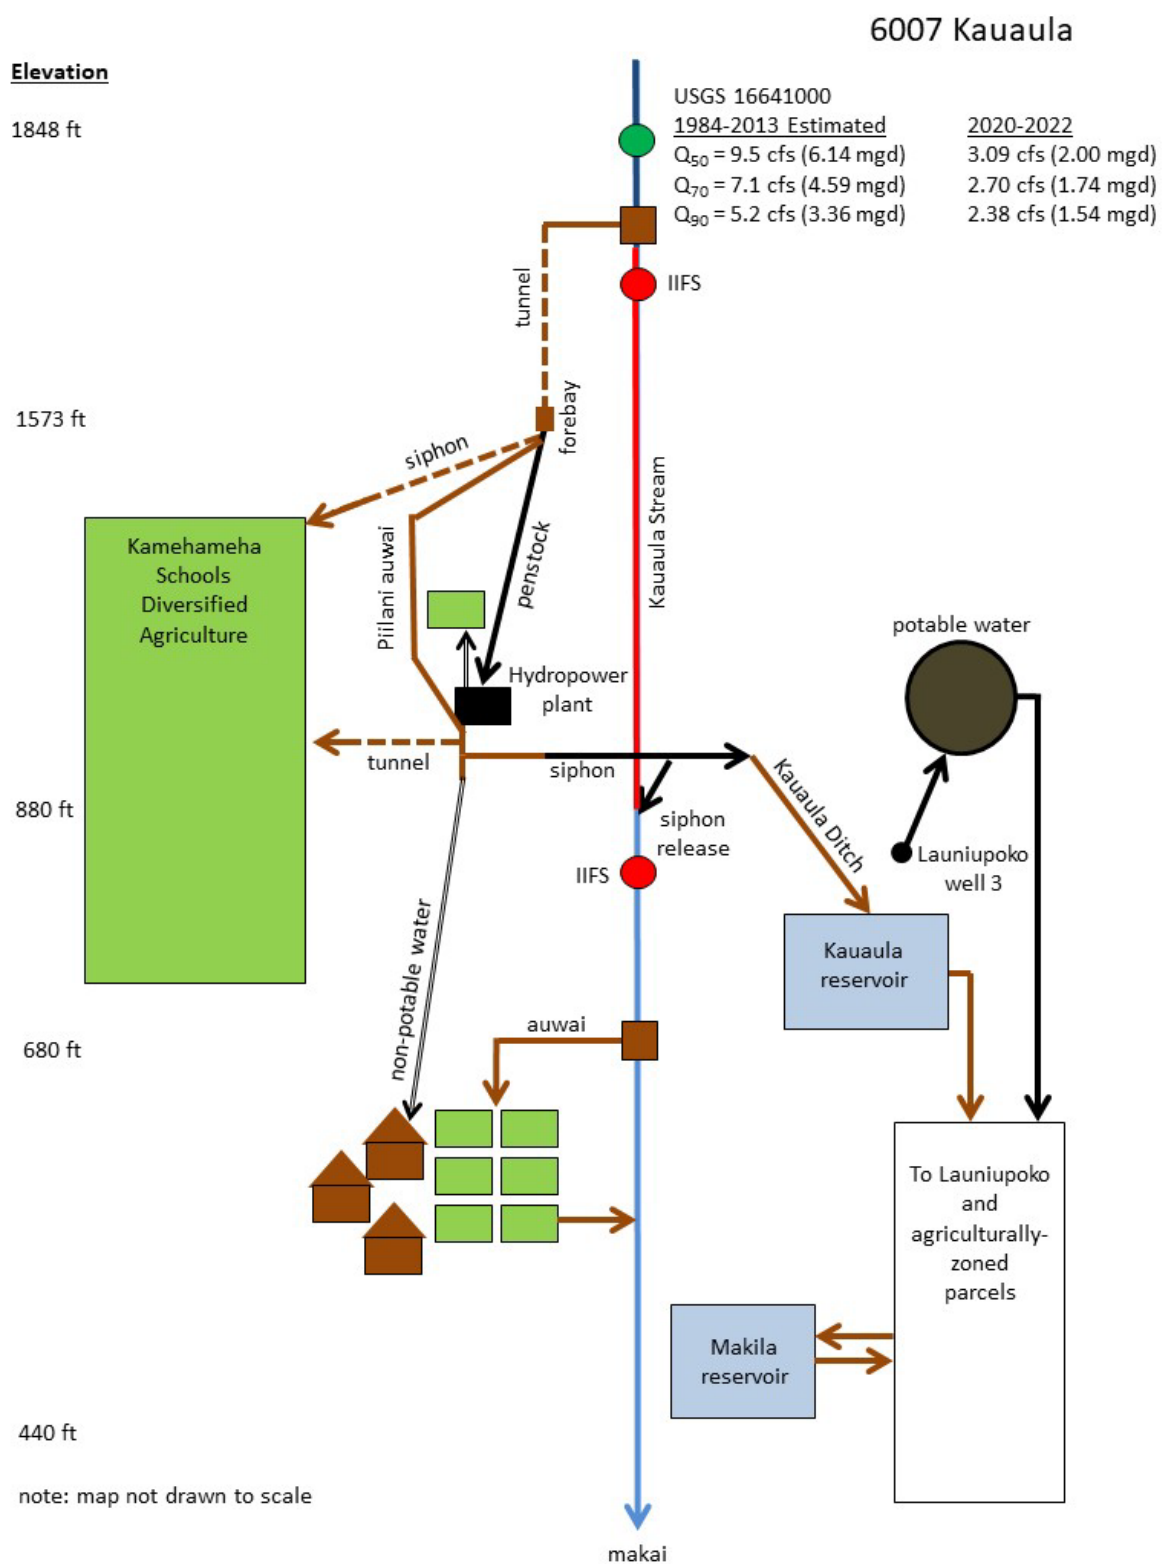 6007 Kauaula
Elevation
USGS 16641000
1848 ft
1984-2013 Estimated 2020-2022
Q50 = 9.5 cfs (6.14 mgd) 3.09 cfs (2.00 mgd)
Q70 = 7.1 cfs (4.59 mgd) 2.70 cfs (1.74 mgd)
Q90 = 5.2 cfs (3.36 mgd) 2.38 cfs (1.54 mgd)
IIFS
tunnel
1573 ft
forebay
siphon
Kauaula Stream
Kamehameha
Schools
Diversified
Agriculture
Piilani auwai
penstock
potable water
Hydropower
plant
tunnel
siphon
Kauaula Ditch
880 ft
siphon
release
Launiupoko
well 3
IIFS
non-potable water
Kauaula
reservoir
auwai
680 ft
To Launiupoko
and
agriculturally-
zoned
parcels
Makila
reservoir
440 ft
note: map not drawn to scale
makai